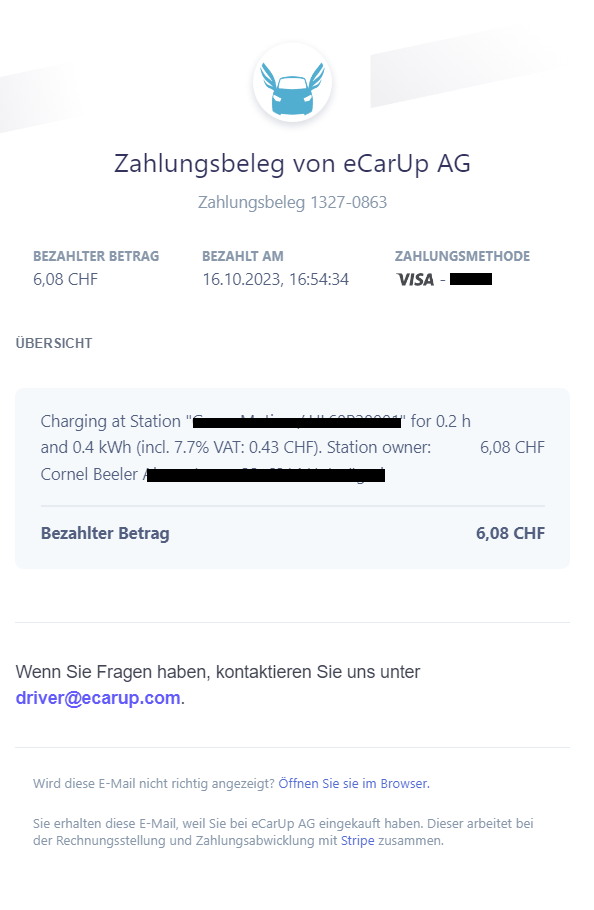 Zahlungsbeleg von eCarUp AG
Zahlungsbeleg 1327-0863
BEZAHLTER BETRAG
6,08 CHF
BEZAHLT AM
16.10.2023, 16:54:34
ZAHLUNGSMETHODE
VISA -
ÜBERSICHT
Charging at Station " " for 0.2 h
and 0.4 kWh (incl. 7.7% VAT: 0.43 CHF). Station owner:
Cornel Beeler
6,08 CHF
Bezahlter Betrag 6,08 CHF
Wenn Sie Fragen haben, kontaktieren Sie uns unter
driver@ecarup.com.
Wird diese E-Mail nicht richtig angezeigt? Öffnen Sie sie im Browser.
Sie erhalten diese E-Mail, weil Sie bei eCarUp AG eingekauft haben. Dieser arbeitet bei
der Rechnungsstellung und Zahlungsabwicklung mit Stripe zusammen.